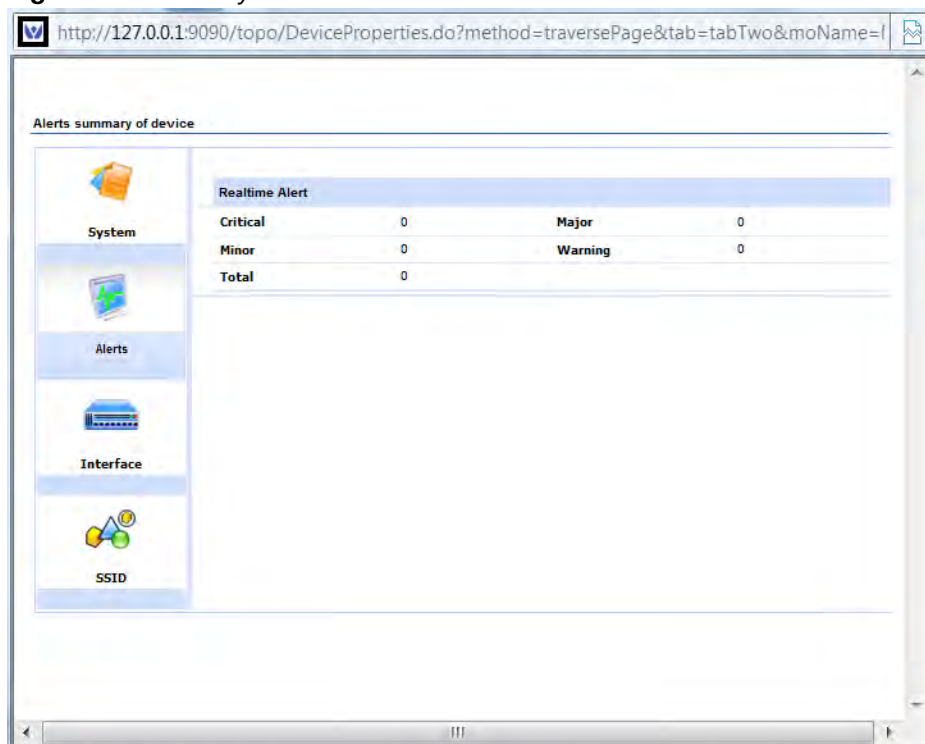 http://127.0.0.1:9090/topo/DeviceProperties.do?method=traversePage&tab=tabTwo&moName=
Alerts summary of device
System
Alerts
Interface
SSID
Realtime Alert
Critical 0 Major 0
Minor 0 Warning 0
Total 0